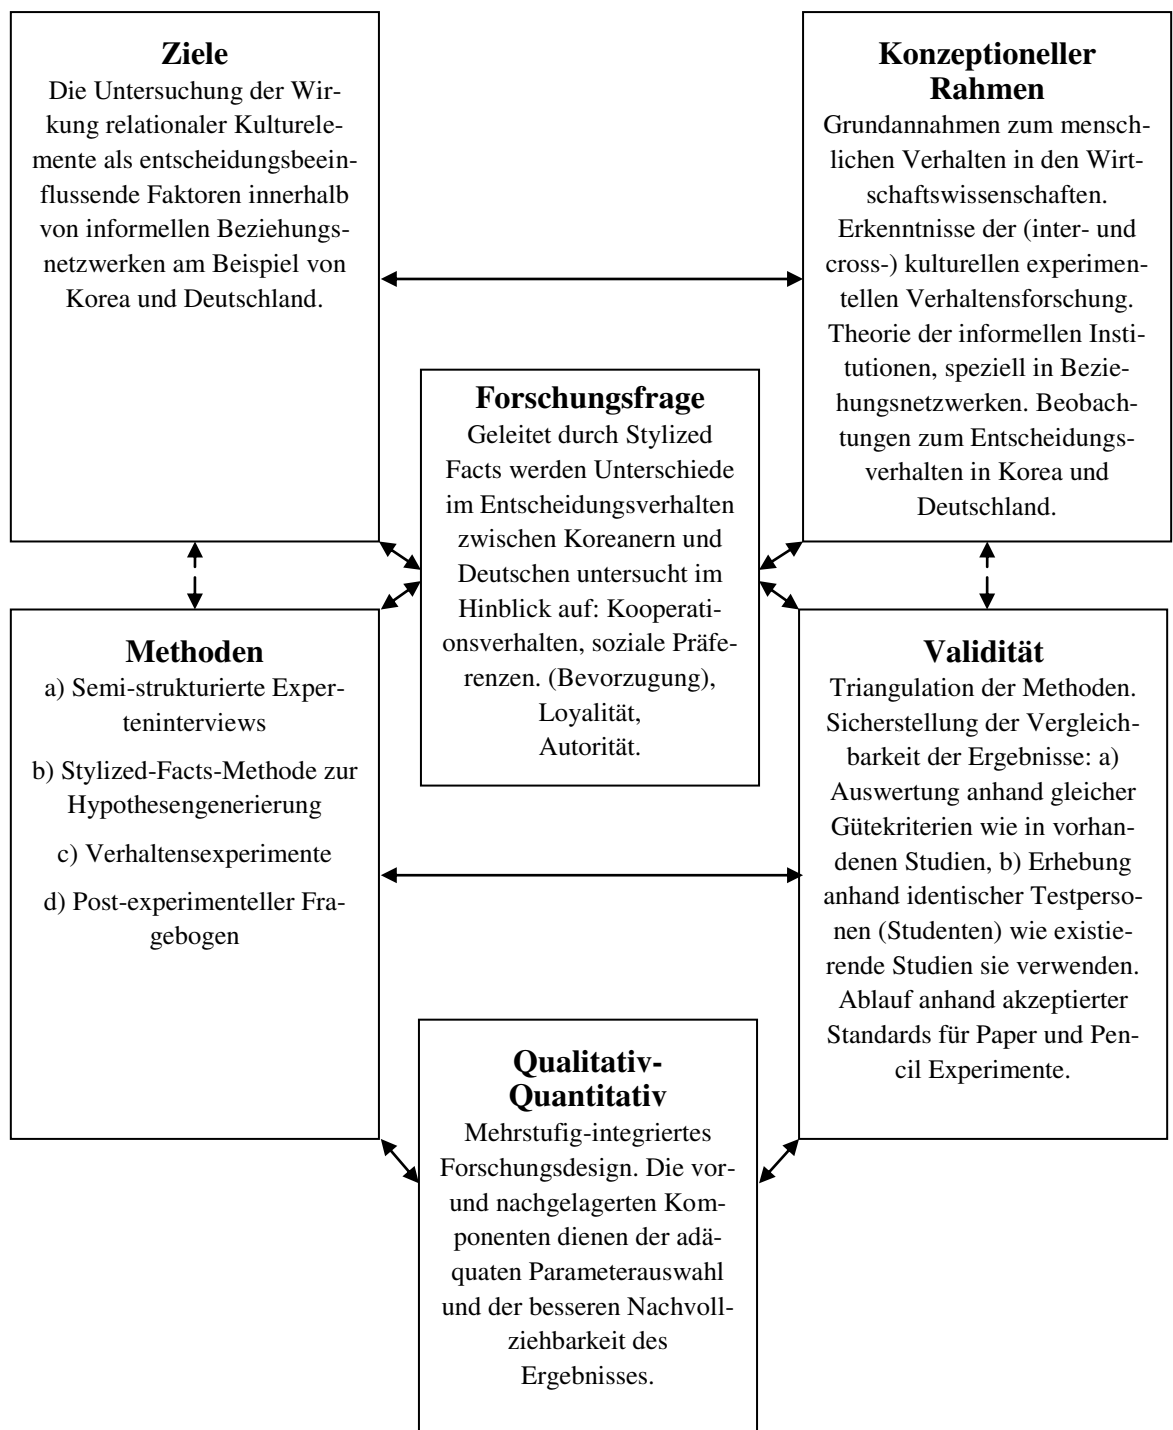 Ziele
Die Untersuchung der Wir-
kung relationaler Kulturele-
mente als entscheidungsbeein-
flussende Faktoren innerhalb
von informellen Beziehungs-
netzwerken am Beispiel von
Korea und Deutschland.
Konzeptioneller
Rahmen
Grundannahmen zum mensch-
lichen Verhalten in den Wirt-
schaftswissenschaften.
Erkenntnisse der (inter- und
cross-) kulturellen experimen-
tellen Verhaltensforschung.
Theorie der informellen Insti-
tutionen, speziell in Bezie-
hungsnetzwerken. Beobach-
tungen zum Entscheidungs-
verhalten in Korea und
Deutschland.
Forschungsfrage
Geleitet durch Stylized
Facts werden Unterschiede
im Entscheidungsverhalten
zwischen Koreanern und
Deutschen untersucht im
Hinblick auf: Kooperati-
onsverhalten, soziale Präfe-
renzen. (Bevorzugung),
Loyalität,
Autorität.
Methoden
a) Semi-strukturierte Exper-
teninterviews
b) Stylized-Facts-Methode zur
Hypothesengenerierung
c) Verhaltensexperimente
d) Post-experimenteller Fra-
gebogen
Validität
Triangulation der Methoden.
Sicherstellung der Vergleich-
barkeit der Ergebnisse: a)
Auswertung anhand gleicher
Gütekriterien wie in vorhan-
denen Studien, b) Erhebung
anhand identischer Testperso-
nen (Studenten) wie existie-
rende Studien sie verwenden.
Ablauf anhand akzeptierter
Standards für Paper und Pen-
cil Experimente.
Qualitativ-
Quantitativ
Mehrstufig-integriertes
Forschungsdesign. Die vor-
und nachgelagerten Kom-
ponenten dienen der adä-
quaten Parameterauswahl
und der besseren Nachvoll-
ziehbarkeit des
Ergebnisses.